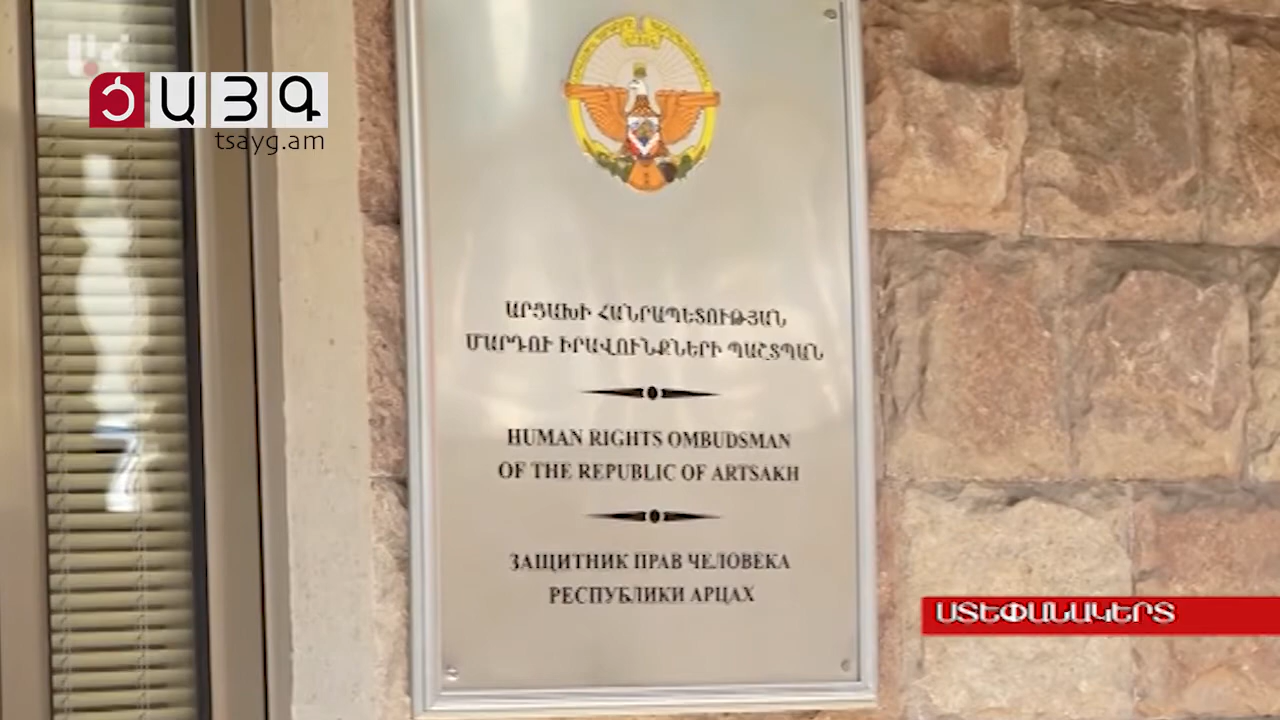 ԾԱՅԳ
tsayg.am
ԱՐՑԱԽԻ ՀԱՆՐԱՊԵՏՈՒԹՅԱՆ
ՄԱՐԴՈՒ ԻՐԱՎՈՒՆՔՆԵՐԻ ՊԱՇՏՊԱՆ
HUMAN RIGHTS OMBUDSMAN
OF THE REPUBLIC OF ARTSAKH
ЗАЩИТНИК ПРАВ ЧЕЛОВЕКА
РЕСПУБЛИКИ АРЦАХ
ՍՏԵՓԱՆԱԿԵՐՏ